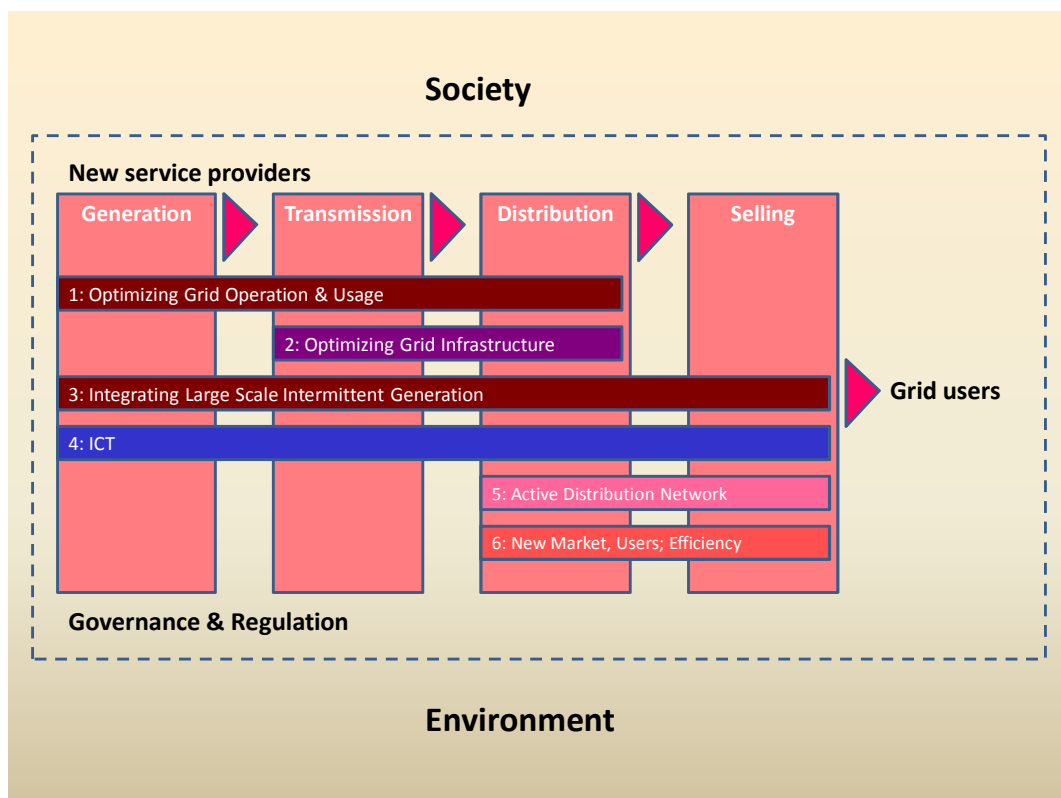 Society
New service providers
Generation
Transmission
Distribution
Selling
1: Optimizing Grid Operation & Usage
2: Optimizing Grid Infrastructure
3: Integrating Large Scale Intermittent Generation
Grid users
4: ICT
5: Active Distribution Network
6: New Market, Users; Efficiency
Governance & Regulation
Environment